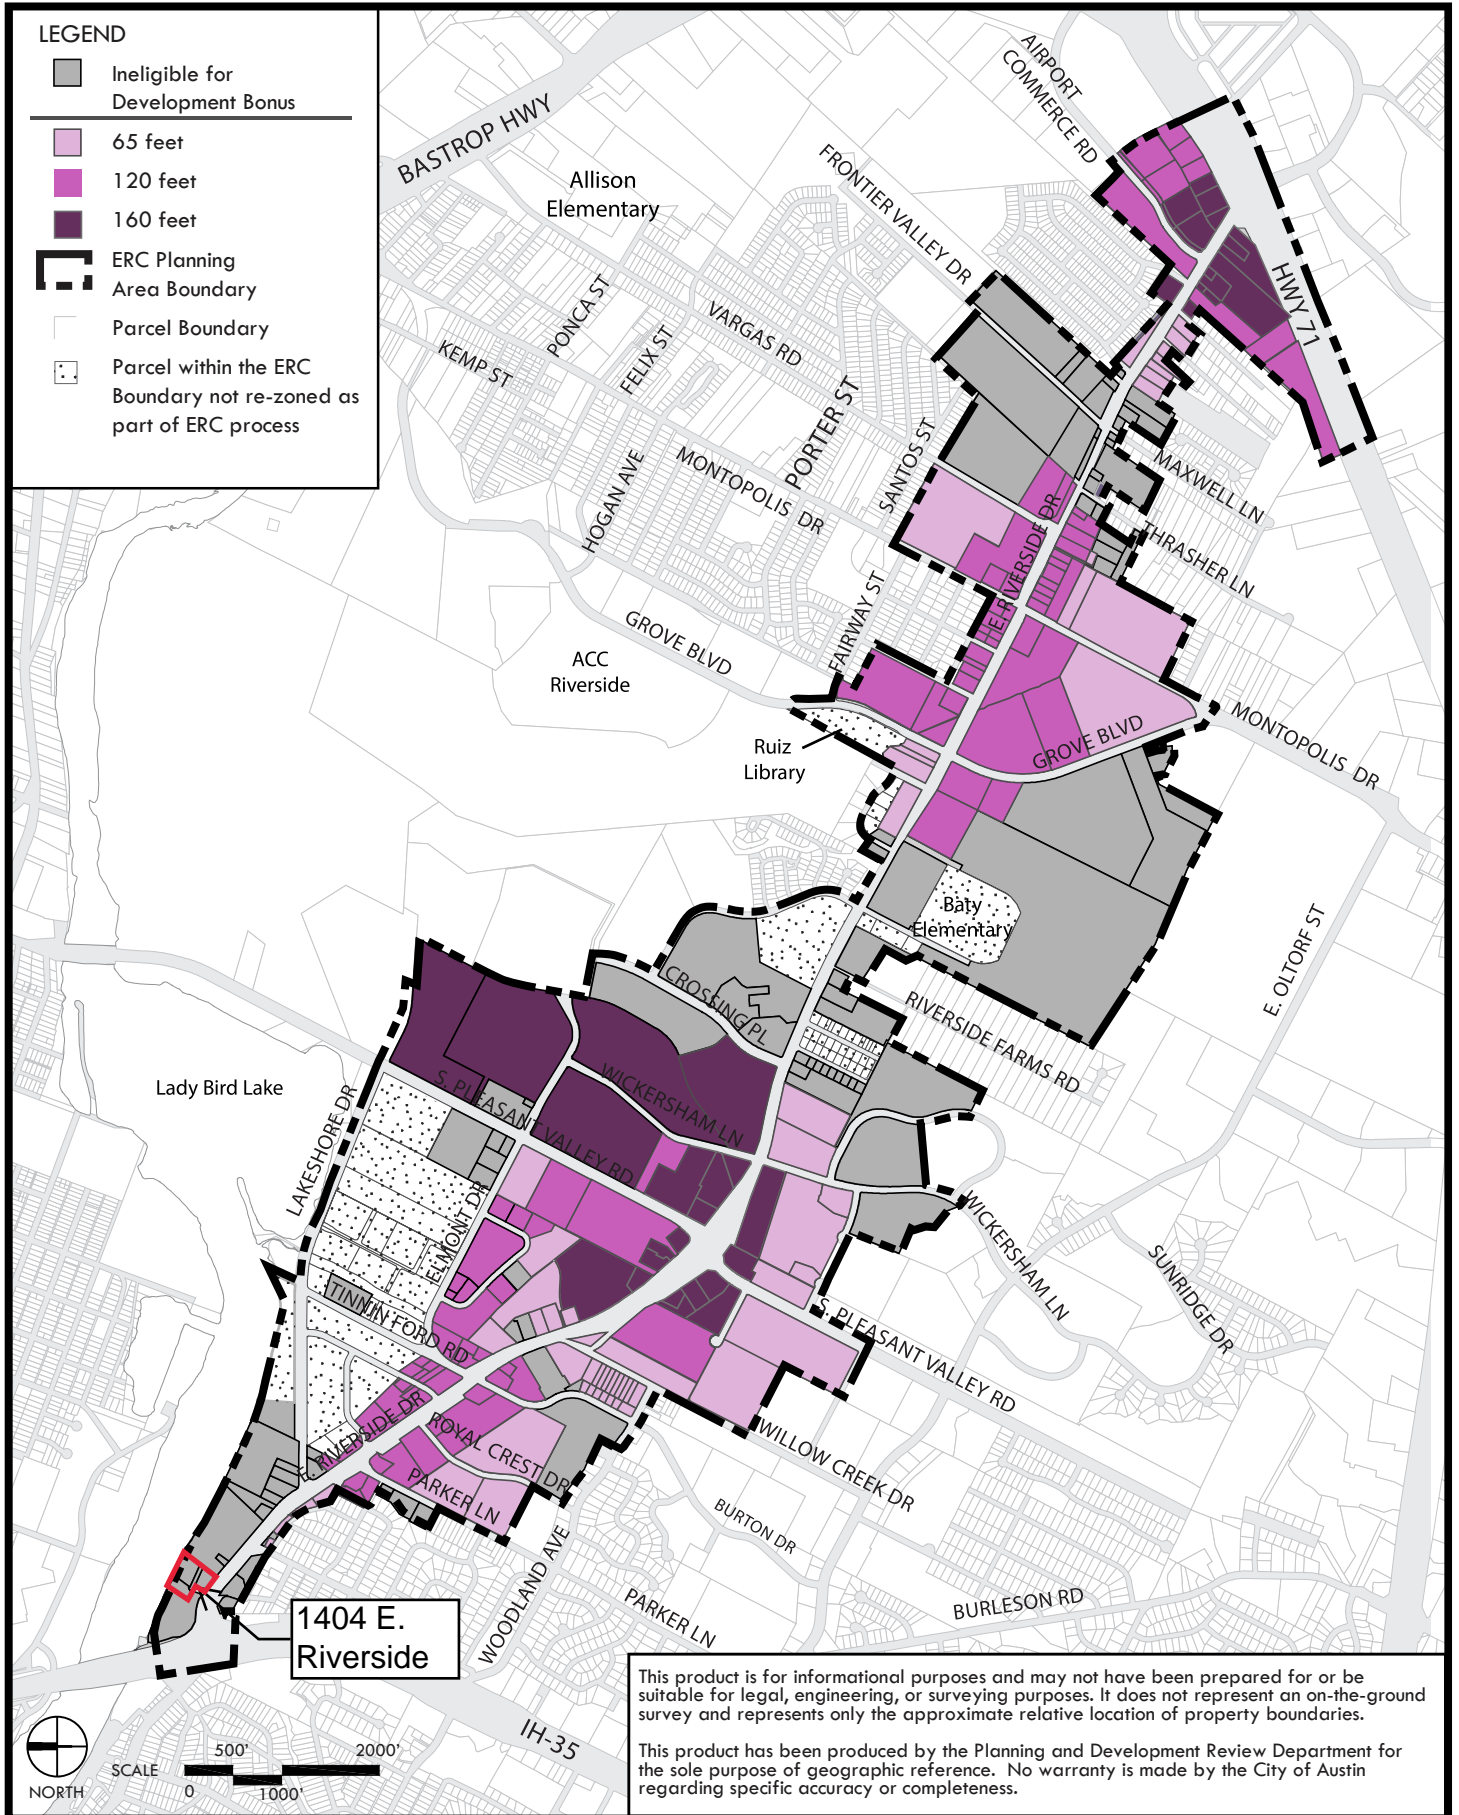 LEGEND
Ineligible for
Development Bonus
65 feet
120 feet
160 feet
ERC Planning
Area Boundary
Parcel Boundary
Parcel within the ERC
Boundary not re-zoned as
part of ERC process
BASTROP HWY
AIRPORT
COMMERCE RD
Allison
Elementary
FRONTIER VALLEY DR
HWY 71
PONCA ST
VARGAS RD
FELIX ST
KEMP ST
PORTER ST
SANTOS ST
MONTOPOLIS DR
HOGAN AVE
MAXWELL LN
THRASHER LN
E. RIVERSIDE DR
FAIRWAY ST
GROVE BLVD
ACC
Riverside
Ruiz
Library
GROVE BLVD
MONTOPOLIS DR
Baty
Elementary
E. OLTORF ST
CROSSING PL
RIVERSIDE FARMS RD
Lady Bird Lake
LAKESHORE DR
S. PLEASANT VALLEY RD
WICKERSHAM LN
ELMONT DR
WICKERSHAM LN
SUNRIDGE DR
TINNIN FORD RD
S. PLEASANT VALLEY RD
E. RIVERSIDE DR
ROYAL CREST DR
PARKER LN
WILLOW CREEK DR
BURTON DR
WOODLAND AVE
PARKER LN
BURLESON RD
1404 E.
Riverside
IH-35
NORTH
SCALE
500'
2000'
0
1000'
This product is for informational purposes and may not have been prepared for or be
suitable for legal, engineering, or surveying purposes. It does not represent an on-the-ground
survey and represents only the approximate relative location of property boundaries.
This product has been produced by the Planning and Development Review Department for
the sole purpose of geographic reference. No warranty is made by the City of Austin
regarding specific accuracy or completeness.